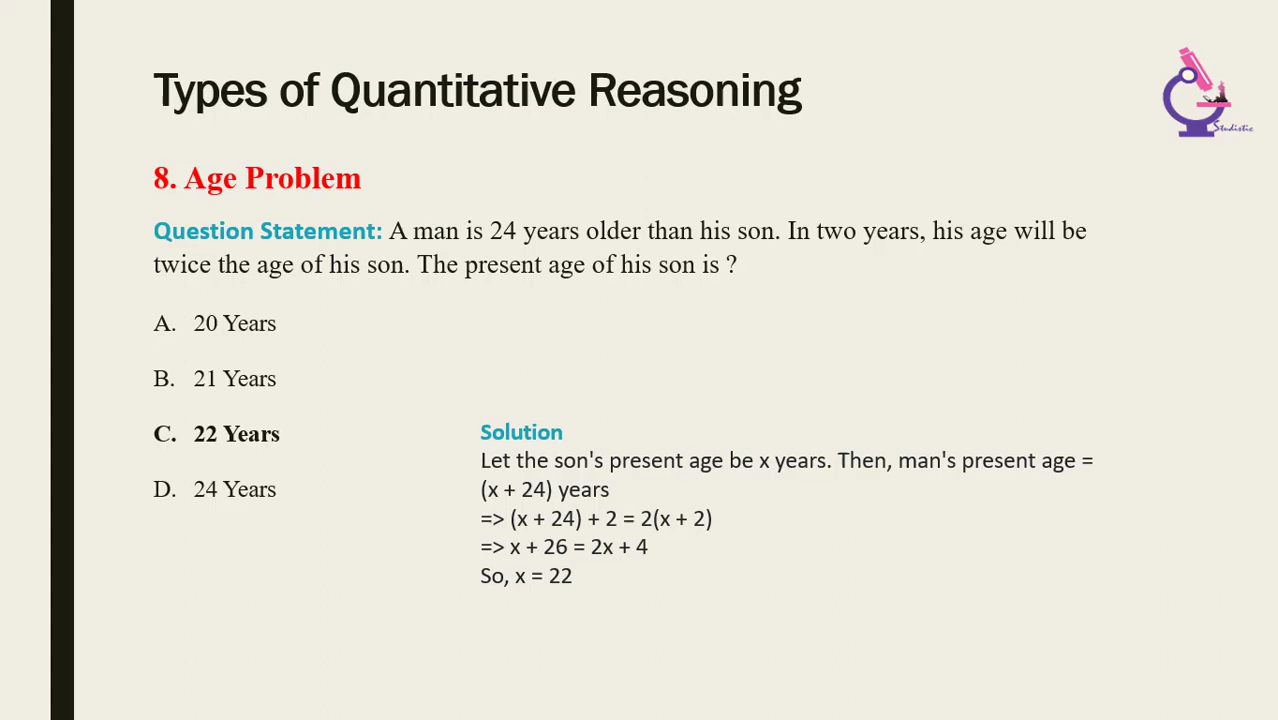 Types of Quantitative Reasoning
Studistic
8. Age Problem
Question Statement: A man is 24 years older than his son. In two years, his age will be
twice the age of his son. The present age of his son is ?
A. 20 Years
B. 21 Years
C. 22 Years
D. 24 Years
Solution
Let the son's present age be x years. Then, man's present age =
(x + 24) years
=> (x + 24) + 2 = 2(x + 2)
=> x + 26 = 2x + 4
So, x = 22